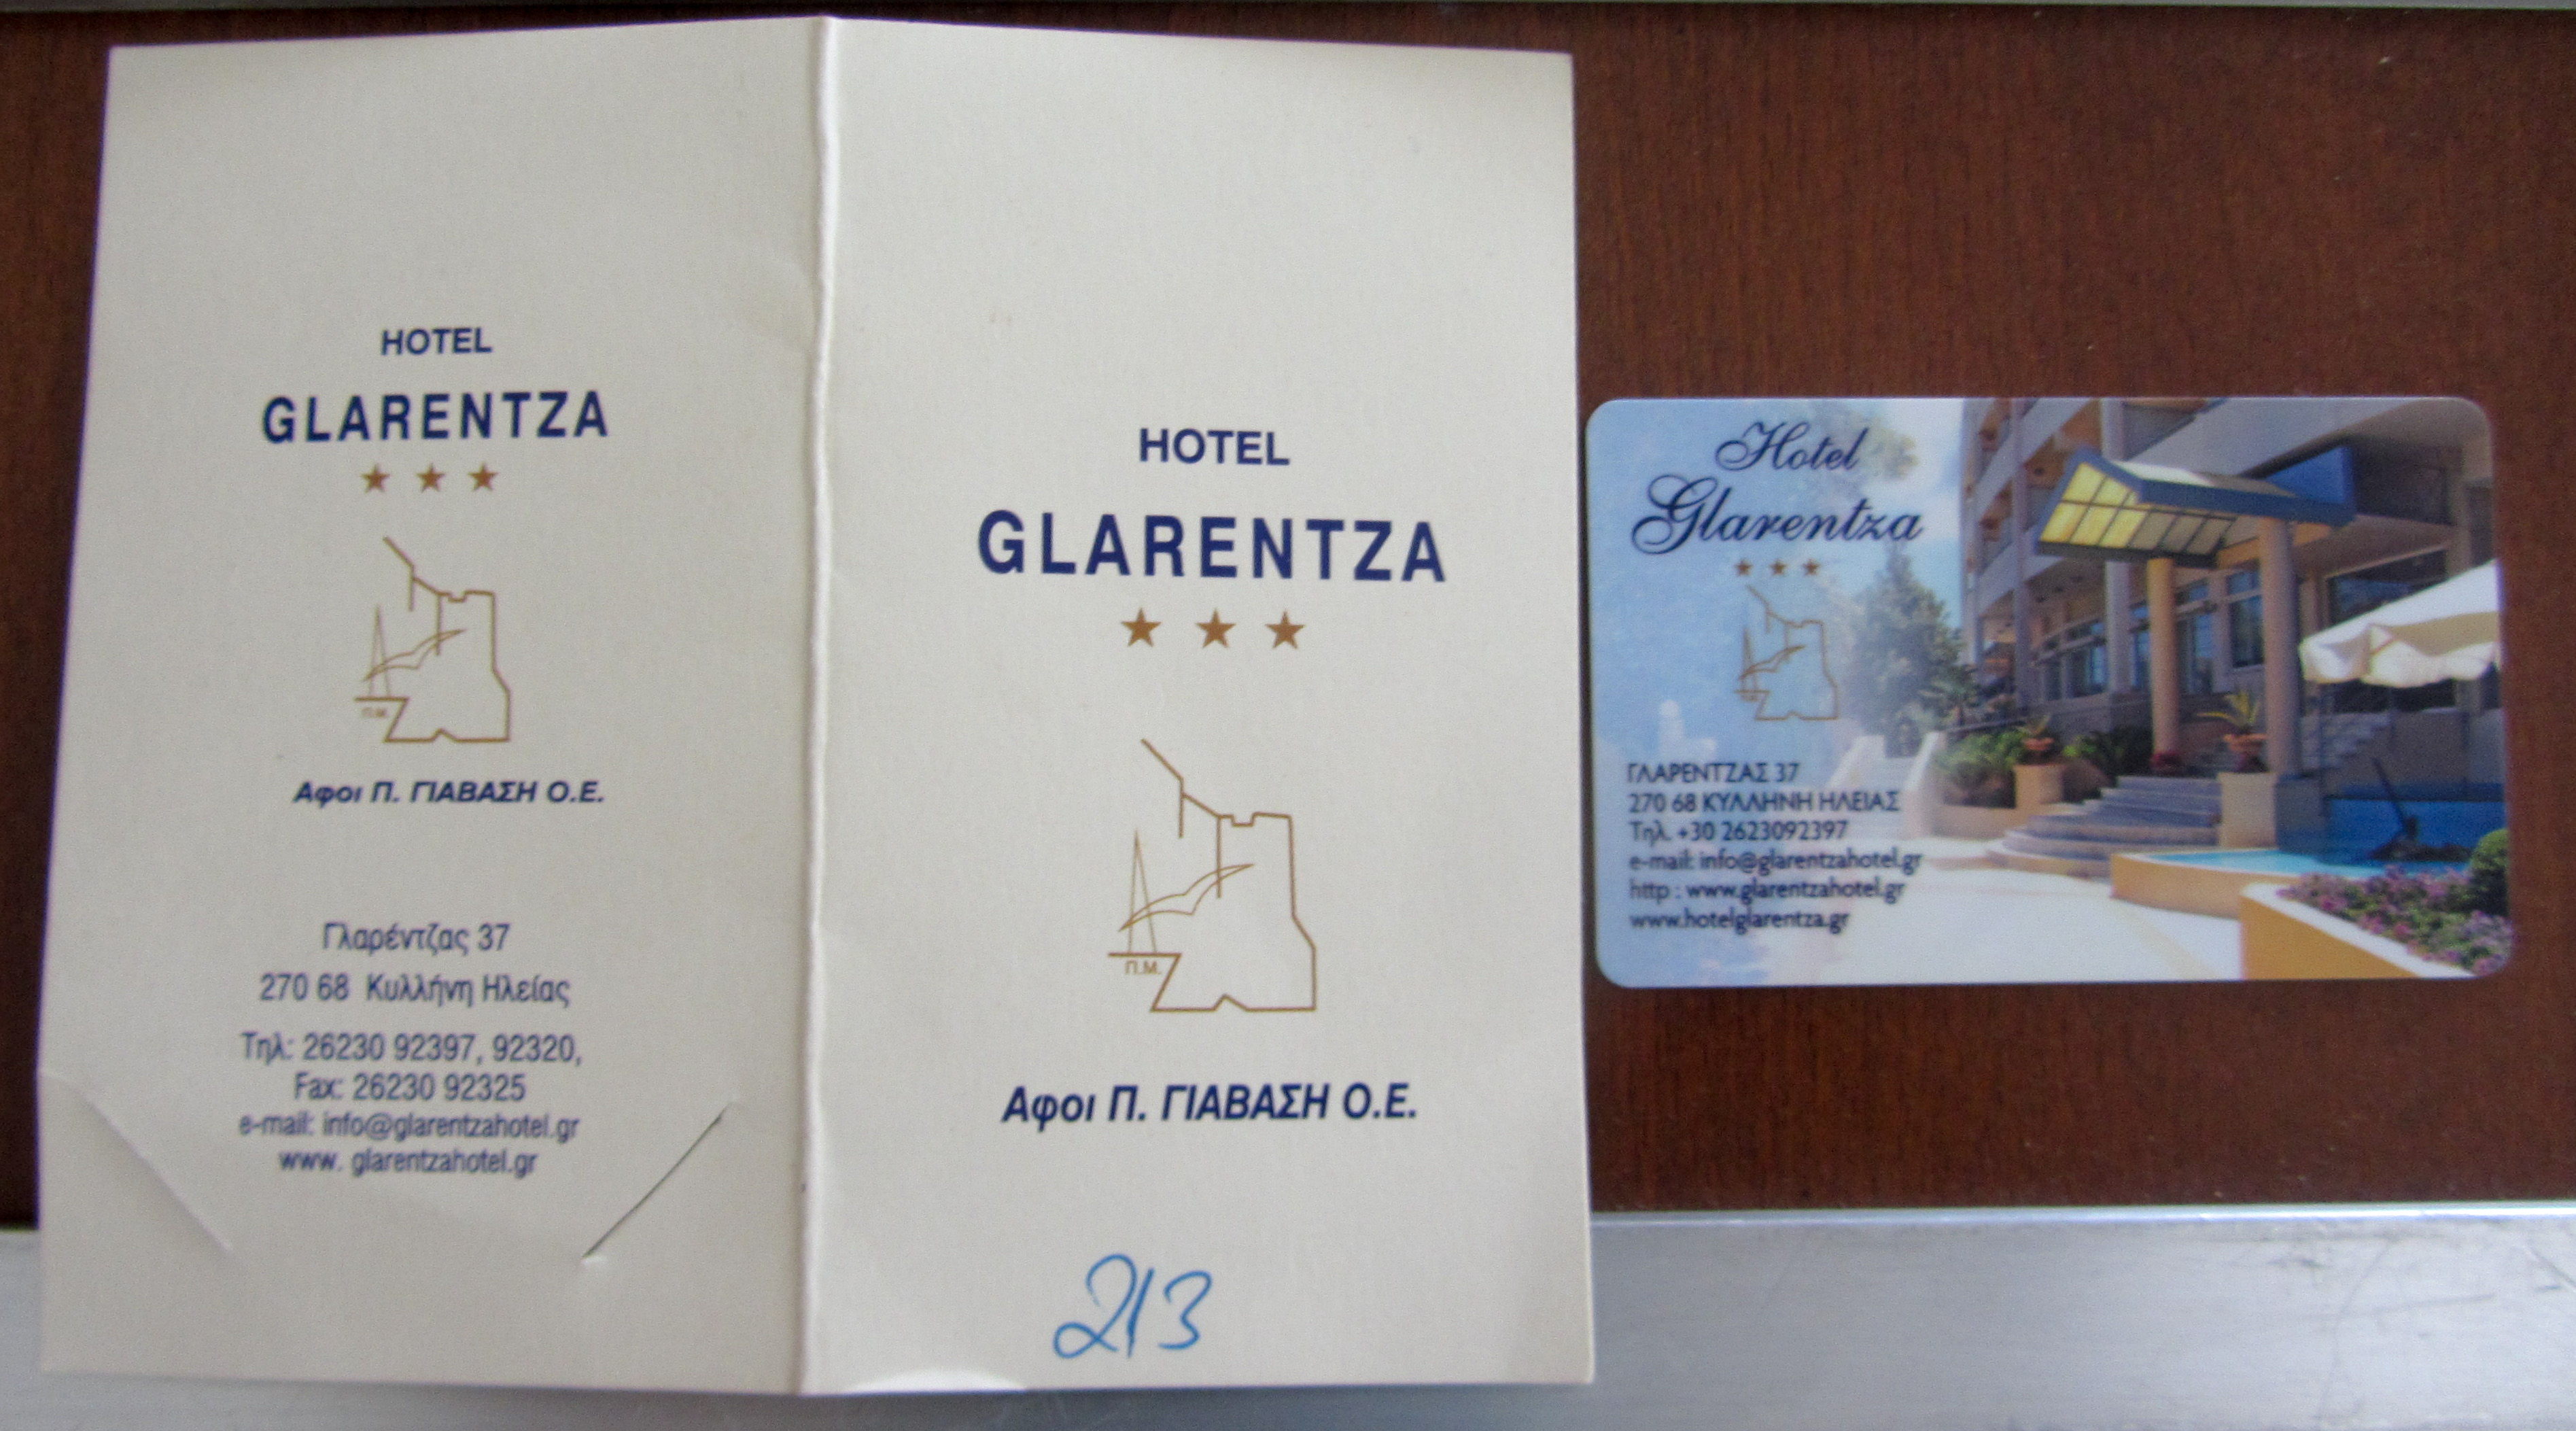 HOTEL
GLARENTZA
Π.Μ.
Αφοι Π. ΓΙΑΒΑΣΗ Ο.Ε.
Γλαρέντζας 37
270 68 Κυλλήνη Ηλείας
Τηλ: 26230 92397, 92320,
Fax: 26230 92325
e-mail: info@glarentzahotel.gr
www. glarentzahotel.gr
HOTEL
GLARENTZA
Π.Μ.
Αφοι Π. ΓΙΑΒΑΣΗ Ο.Ε.
213
Hotel
Glarentza
ΓΛΑΡΕΝΤΖΑΣ 37
270 68 ΚΥΛΛΗΝΗ ΗΛΕΙΑΣ
Τηλ. +30 2623092397
e-mail: info@glarentzahotel.gr
http : www.glarentzahotel.gr
www.hotelglarentza.gr